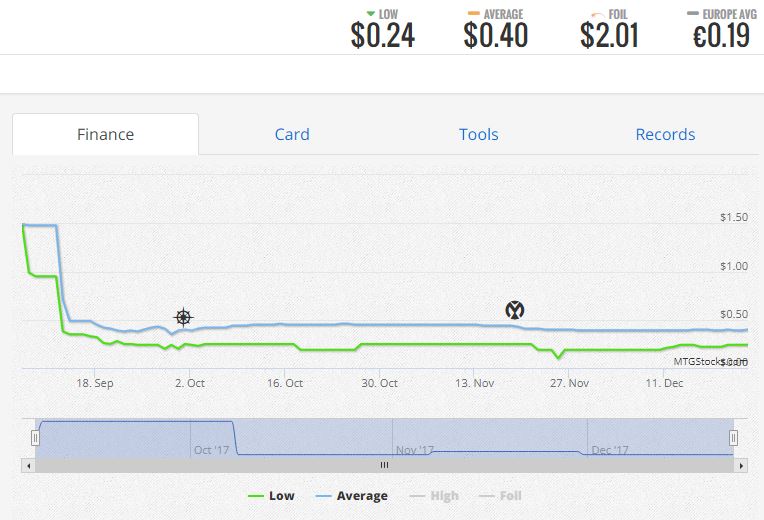 LOW AVERAGE FOIL EUROPE AVG
$0.24 $0.40 $2.01 €0.19
Finance Card Tools Records
$1.50
$1.00
$0.50
MTGStocks.com $0.00
18. Sep 2. Oct 16. Oct 30. Oct 13. Nov 27. Nov 11. Dec
Oct '17 Nov '17 Dec '17
Low Average High Foil